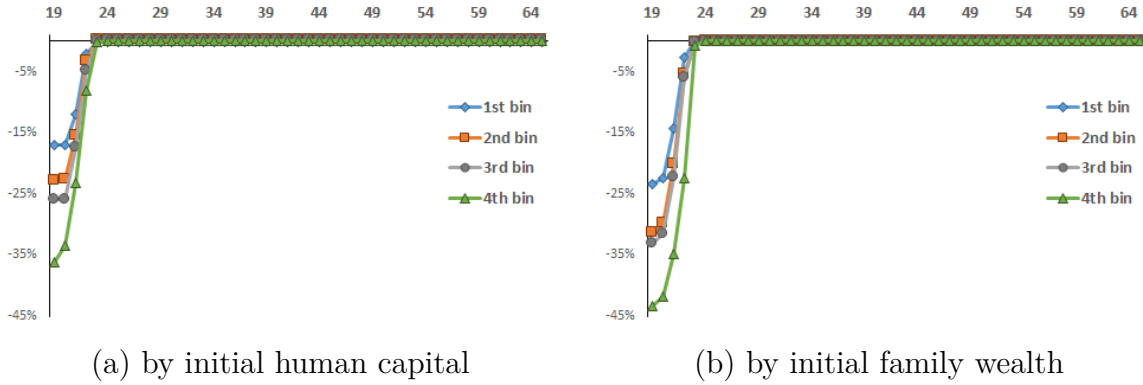 19 24 29 34 39 44 49 54 59 64
-5%
-15%
-25%
-35%
-45%
1st bin
2nd bin
3rd bin
4th bin
(a) by initial human capital
19 24 29 34 39 44 49 54 59 64
-5%
-15%
-25%
-35%
-45%
1st bin
2nd bin
3rd bin
4th bin
(b) by initial family wealth